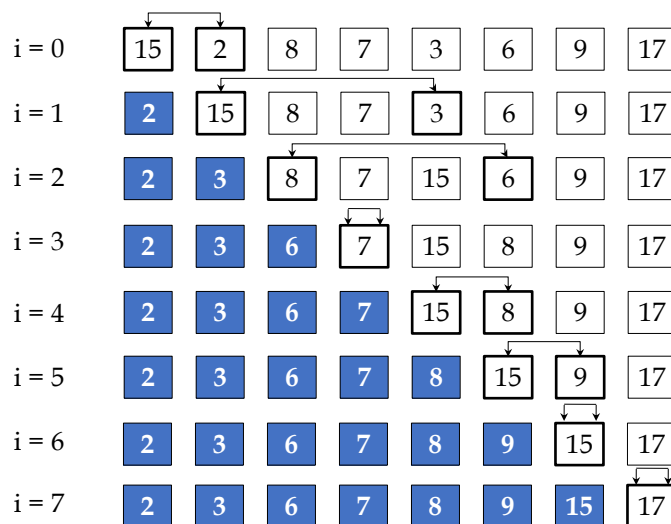 i = 0 15 2 8 7 3 6 9 17
i = 1 2 15 8 7 3 6 9 17
i = 2 2 3 8 7 15 6 9 17
i = 3 2 3 6 7 15 8 9 17
i = 4 2 3 6 7 15 8 9 17
i = 5 2 3 6 7 8 15 9 17
i = 6 2 3 6 7 8 9 15 17
i = 7 2 3 6 7 8 9 15 17